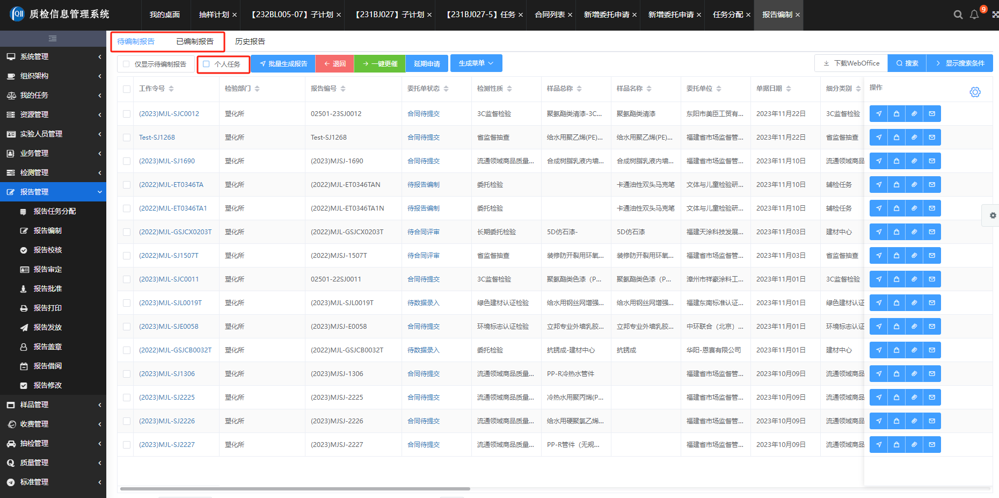 质检信息管理系统
我的桌面
抽样计划 ×
【232BL005-07】子计划 ×
【231BJ027】子计划 ×
【231BJ027-5】任务 ×
合同列表 ×
新增委托申请 ×
新增委托申请 ×
任务分配 ×
报告编制 ×
9
系统管理
组织架构
我的任务
资源管理
实验人员管理
业务管理
检测管理
报告管理
报告任务分配
报告编制
报告校核
报告审定
报告批准
报告打印
报告发放
报告盖章
报告借阅
报告修改
样品管理
收费管理
抽检管理
质量管理
标准管理
待编制报告 已编制报告 历史报告
仅显示待编制报告 个人任务 批量生成报告 退回 一键更催 延期申请 生成菜单 下载WebOffice 搜索 显示搜索条件
工作令号 检验部门 报告编号 委托单状态 检测性质 样品总称 样品名称 委托单位 单据日期 细分类别 操作
(2023)MJL-SJC0012 塑化所 02501-23SJ0012 合同待提交 3C监督检验 聚氨酯类清漆-3C... 聚氨酯类清漆 东阳市美臣工贸有... 2023年11月22日 3C监督检验
Test-SJ1268 塑化所 Test-SJ1268 合同待提交 省监督抽查 给水用聚乙烯(PE)... 给水用聚乙烯(PE)... 福建省市场监督管... 2023年11月22日 省监督抽查
(2023)MJL-SJ1690 塑化所 (2023)MJSJ-1690 合同待提交 流通领域商品质量... 合成树脂乳液内墙... 合成树脂乳液内墙... 福建省市场监督管... 2023年11月10日 流通领域商品
(2022)MJL-ET0346TA 塑化所 (2022)MJL-ET0346TAN 待报告编制 委托检验 卡通油性双头马克笔 文体与儿童检验研... 2023年11月10日 辅检任务
(2022)MJL-ET0346TA1 塑化所 (2022)MJL-ET0346TA1N 待报告编制 委托检验 卡通油性双头马克笔 文体与儿童检验研... 2023年11月10日 辅检任务
(2022)MJL-GSJCX0203T 塑化所 (2022)MJL-GSJCX0203T 待合同评审 长期委托检验 5D仿石漆- 5D仿石漆 福建天涂科技发展... 2023年11月03日 建材中心
(2022)MJL-SJ1507T 塑化所 (2022)MJSJ-1507T 待合同评审 省监督抽查 装修防开裂用环氧... 装修防开裂用环氧... 福建省市场监督管... 2023年11月03日 省监督抽查
(2023)MJL-SJC0011 塑化所 02501-22SJ0011 合同待提交 3C监督检验 聚氨酯类色漆（P... 聚氨酯类色漆（P... 漳州市祥豪涂料工... 2023年11月01日 3C监督检验
(2023)MJL-SJL0019T 塑化所 (2023)MJL-SJL0019T 待数据录入 绿色建材认证检验 给水用钢丝网增强... 给水用钢丝网增强... 福建东南标准认证... 2023年11月01日 绿色建材认证
(2023)MJL-SJE0058 塑化所 (2023)MJSJ-E0058 合同待提交 环境标志认证检验 立邦专业外墙乳胶... 立邦专业外墙乳胶... 中环联合（北京）... 2023年11月01日 环境标志认证
(2022)MJL-GSJCB0032T 塑化所 (2022)MJL-GSJCB0032T 待数据录入 委托检验 抗锈成-建材中心 抗锈成 华阳-恩赛有限公司 2023年11月01日 建材中心
(2023)MJL-SJ1306 塑化所 (2023)MJSJ-1306 合同待提交 流通领域商品质量... PP-R冷热水管件 福建省市场监督管... 2023年10月09日 流通领域商品
(2023)MJL-SJ2225 塑化所 (2023)MJSJ-2225 合同待提交 流通领域商品质量... 冷热水用聚丙烯(P... 福建省市场监督管... 2023年10月09日 流通领域商品
(2023)MJL-SJ2226 塑化所 (2023)MJSJ-2226 合同待提交 流通领域商品质量... 给水用硬聚氯乙烯... 福建省市场监督管... 2023年10月09日 流通领域商品
(2023)MJL-SJ2227 塑化所 (2023)MJSJ-2227 合同待提交 流通领域商品质量... PP-R管件（无规... 福建省市场监督管... 2023年10月09日 流通领域商品